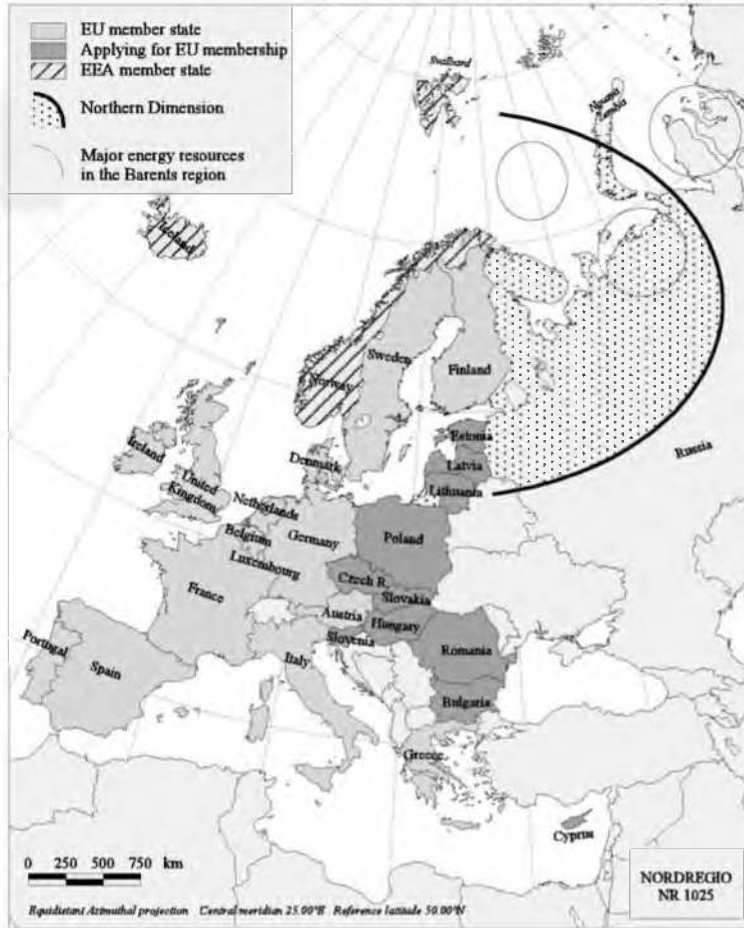 EU member state
Applying for EU membership
EEA member state
Northern Dimension
Major energy resources
in the Barents region
Svalbard
Novaya
Zemlya
Iceland
Norway
Sweden
Finland
Russia
Estonia
Latvia
Lithuania
Denmark
Ireland
United
Kingdom
Netherlands
Belgium
Luxembourg
Germany
Poland
Czech R.
Slovakia
France
Austria
Hungary
Slovenia
Romania
Portugal
Spain
Italy
Bulgaria
Greece
Cyprus
0 250 500 750 km
NORDREGIO
NR 1025
Equidistant Azimuthal projection Central meridian 25.00°E Reference latitude 50.00°N